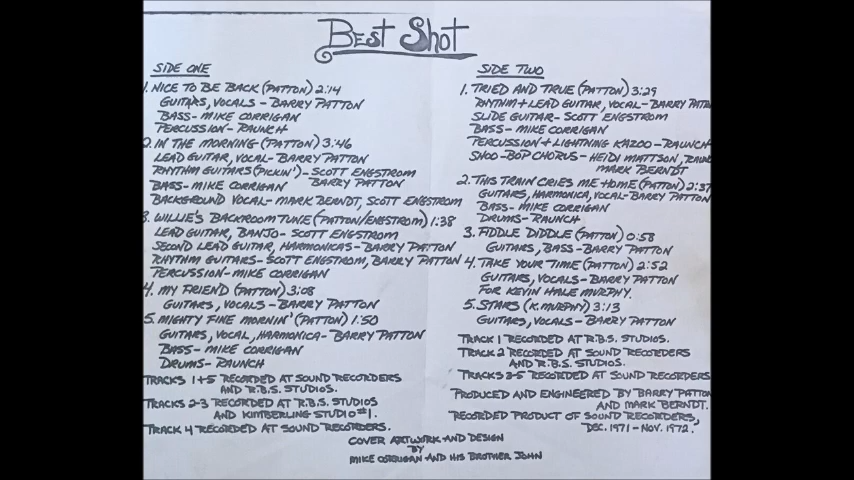 BEST SHOT
SIDE ONE
1. NICE TO BE BACK (PATTON) 2:14
GUITARS, VOCALS - BARRY PATTON
BASS - MIKE CORRIGAN
PERCUSSION - RAUNCH
2. IN THE MORNING (PATTON) 3:46
LEAD GUITAR, VOCAL - BARRY PATTON
RHYTHM GUITARS (PICKIN') - SCOTT ENGSTROM
BARRY PATTON
BASS - MIKE CORRIGAN
BACKGROUND VOCAL - MARK BERNDT, SCOTT ENGSTROM
3. WILLIE'S BACKROOM TUNE (PATTON/ENGSTROM) 1:38
LEAD GUITAR, BANJO - SCOTT ENGSTROM
SECOND LEAD GUITAR, HARMONICAS - BARRY PATTON
RHYTHM GUITARS - SCOTT ENGSTROM, BARRY PATTON
PERCUSSION - MIKE CORRIGAN
4. MY FRIEND (PATTON) 3:08
GUITARS, VOCALS - BARRY PATTON
5. MIGHTY FINE MORNIN' (PATTON) 1:50
GUITARS, VOCAL, HARMONICA - BARRY PATTON
BASS - MIKE CORRIGAN
DRUMS - RAUNCH
TRACKS 1+5 RECORDED AT SOUND RECORDERS
AND R.B.S. STUDIOS.
TRACKS 2-3 RECORDED AT R.B.S. STUDIOS
AND KIMBERLING STUDIO #1.
TRACK 4 RECORDED AT SOUND RECORDERS.
SIDE TWO
1. TRIED AND TRUE (PATTON) 3:29
RHYTHM + LEAD GUITAR, VOCAL - BARRY PATTO
SLIDE GUITAR - SCOTT ENGSTROM
BASS - MIKE CORRIGAN
PERCUSSION + LIGHTNING KAZOO - RAUNCH
SHOO-BOP CHORUS - HEIDI MATTSON, RAUN
MARK BERNDT
2. THIS TRAIN CRIES ME HOME (PATTON) 2:37
GUITARS, HARMONICA, VOCAL - BARRY PATTON
BASS - MIKE CORRIGAN
DRUMS - RAUNCH
3. FIDDLE DIDDLE (PATTON) 0:58
GUITARS, BASS - BARRY PATTON
4. TAKE YOUR TIME (PATTON) 2:52
GUITARS, VOCALS - BARRY PATTON
FOR KEVIN HALE MURPHY.
5. STARS (K. MURPHY) 3:13
GUITARS, VOCALS - BARRY PATTON
TRACK 1 RECORDED AT R.B.S. STUDIOS.
TRACK 2 RECORDED AT SOUND RECORDERS
AND R.B.S. STUDIOS.
TRACKS 3-5 RECORDED AT SOUND RECORDERS
PRODUCED AND ENGINEERED BY BARRY PATTON
AND MARK BERNDT.
RECORDED PRODUCT OF SOUND RECORDERS,
DEC. 1971 - NOV. 1972.
COVER ARTWORK AND DESIGN
BY
MIKE CORRIGAN AND HIS BROTHER JOHN